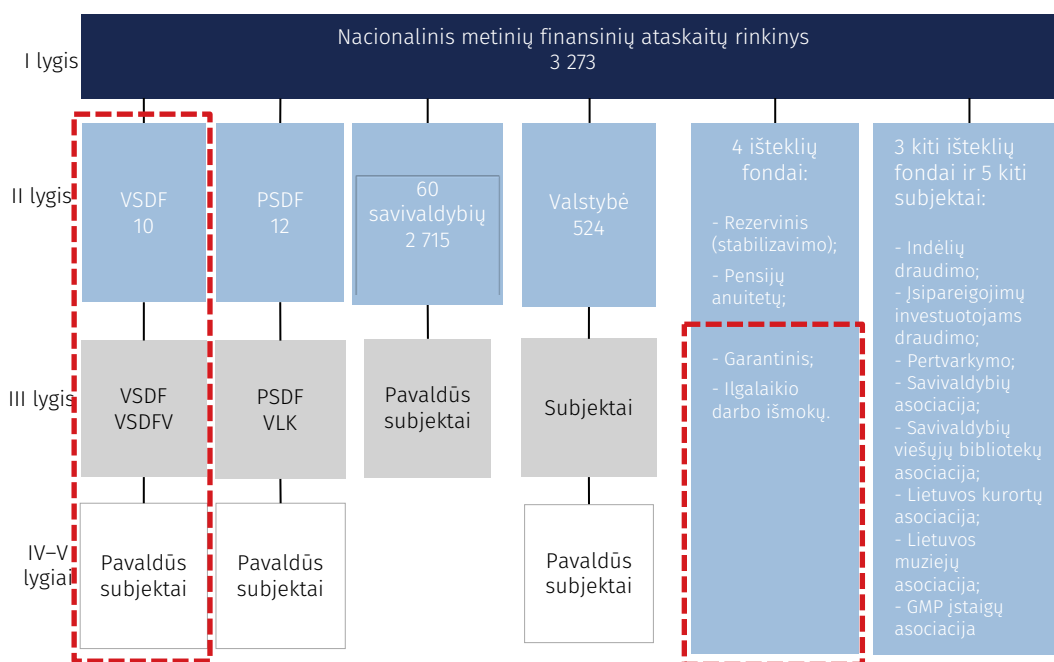 Nacionalinis metinių finansinių ataskaitų rinkinys
3 273
I lygis
II lygis
VSDF
10
PSDF
12
60
savivaldybių
2 715
Valstybė
524
4 išteklių
fondai:
- Rezervinis
(stabilizavimo);
- Pensijų
anuitetų;
- Garantinis;
- Ilgalaikio
darbo išmokų.
3 kiti išteklių
fondai ir 5 kiti
subjektai:
- Indėlių
draudimo;
- Įsipareigojimų
investuotojams
draudimo;
- Pertvarkymo;
- Savivaldybių
asociacija;
- Savivaldybių
viešųjų bibliotekų
asociacija;
- Lietuvos kurortų
asociacija;
- Lietuvos
muziejų
asociacija;
- GMP įstaigų
asociacija
III lygis
VSDF
VSDFV
PSDF
VLK
Pavaldūs
subjektai
Subjektai
IV–V
lygiai
Pavaldūs
subjektai
Pavaldūs
subjektai
Pavaldūs
subjektai